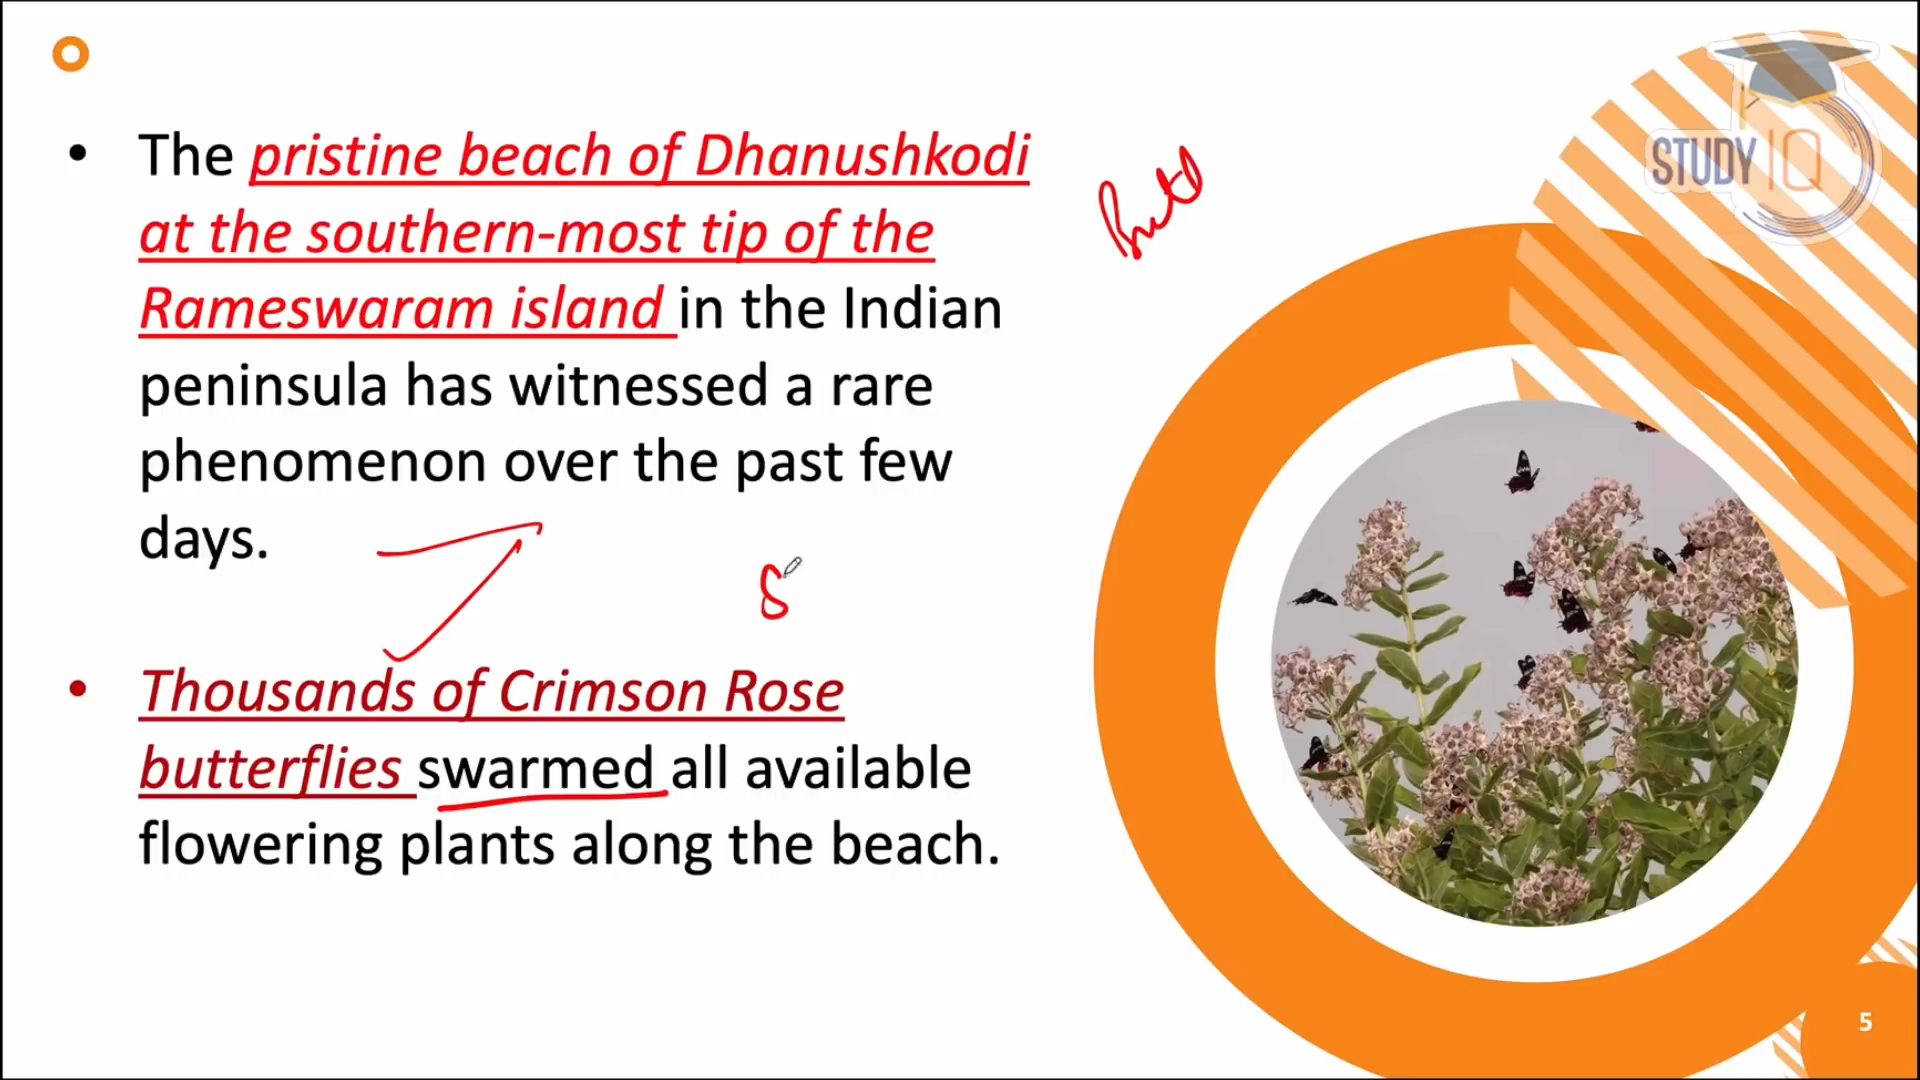 The pristine beach of Dhanushkodi
at the southern-most tip of the
Rameswaram island in the Indian
peninsula has witnessed a rare
phenomenon over the past few
days.
Thousands of Crimson Rose
butterflies swarmed all available
flowering plants along the beach.
STUDY IQ
5